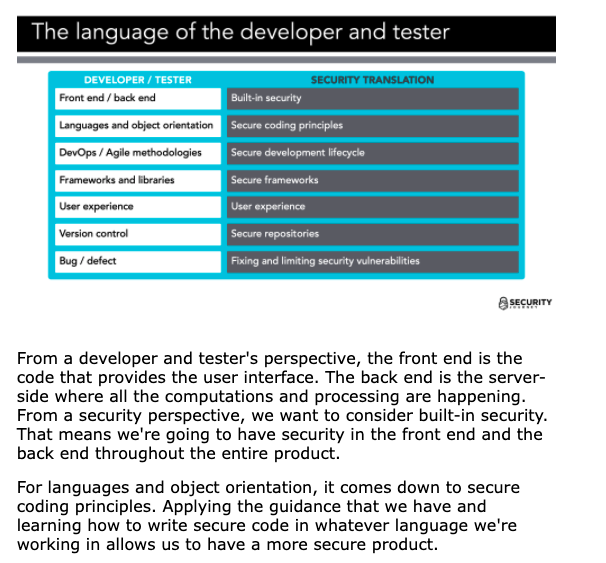 The language of the developer and tester
DEVELOPER / TESTER SECURITY TRANSLATION
Front end / back end Built-in security
Languages and object orientation Secure coding principles
DevOps / Agile methodologies Secure development lifecycle
Frameworks and libraries Secure frameworks
User experience User experience
Version control Secure repositories
Bug / defect Fixing and limiting security vulnerabilities
SECURITY
JOURNEY
From a developer and tester's perspective, the front end is the
code that provides the user interface. The back end is the server-
side where all the computations and processing are happening.
From a security perspective, we want to consider built-in security.
That means we're going to have security in the front end and the
back end throughout the entire product.
For languages and object orientation, it comes down to secure
coding principles. Applying the guidance that we have and
learning how to write secure code in whatever language we're
working in allows us to have a more secure product.